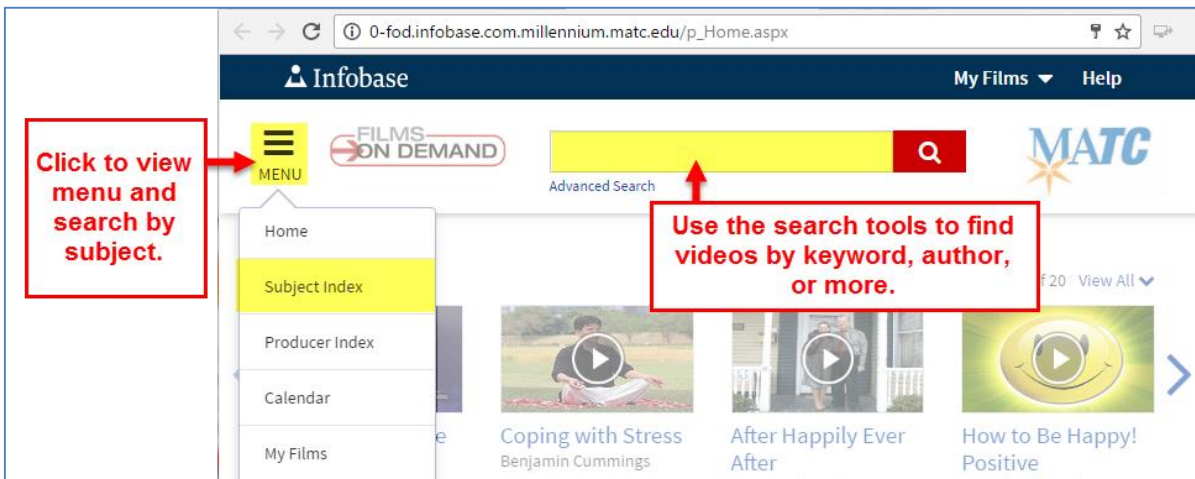 0-fod.infobase.com.millennium.matc.edu/p_Home.aspx
Infobase
My Films
Help
Click to view
menu and
search by
subject.
MENU
FILMS
ON DEMAND
Advanced Search
MATC
Use the search tools to find
videos by keyword, author,
or more.
Home
Subject Index
Producer Index
Calendar
My Films
20 View All
Coping with Stress
Benjamin Cummings
After Happily Ever
After
How to Be Happy!
Positive